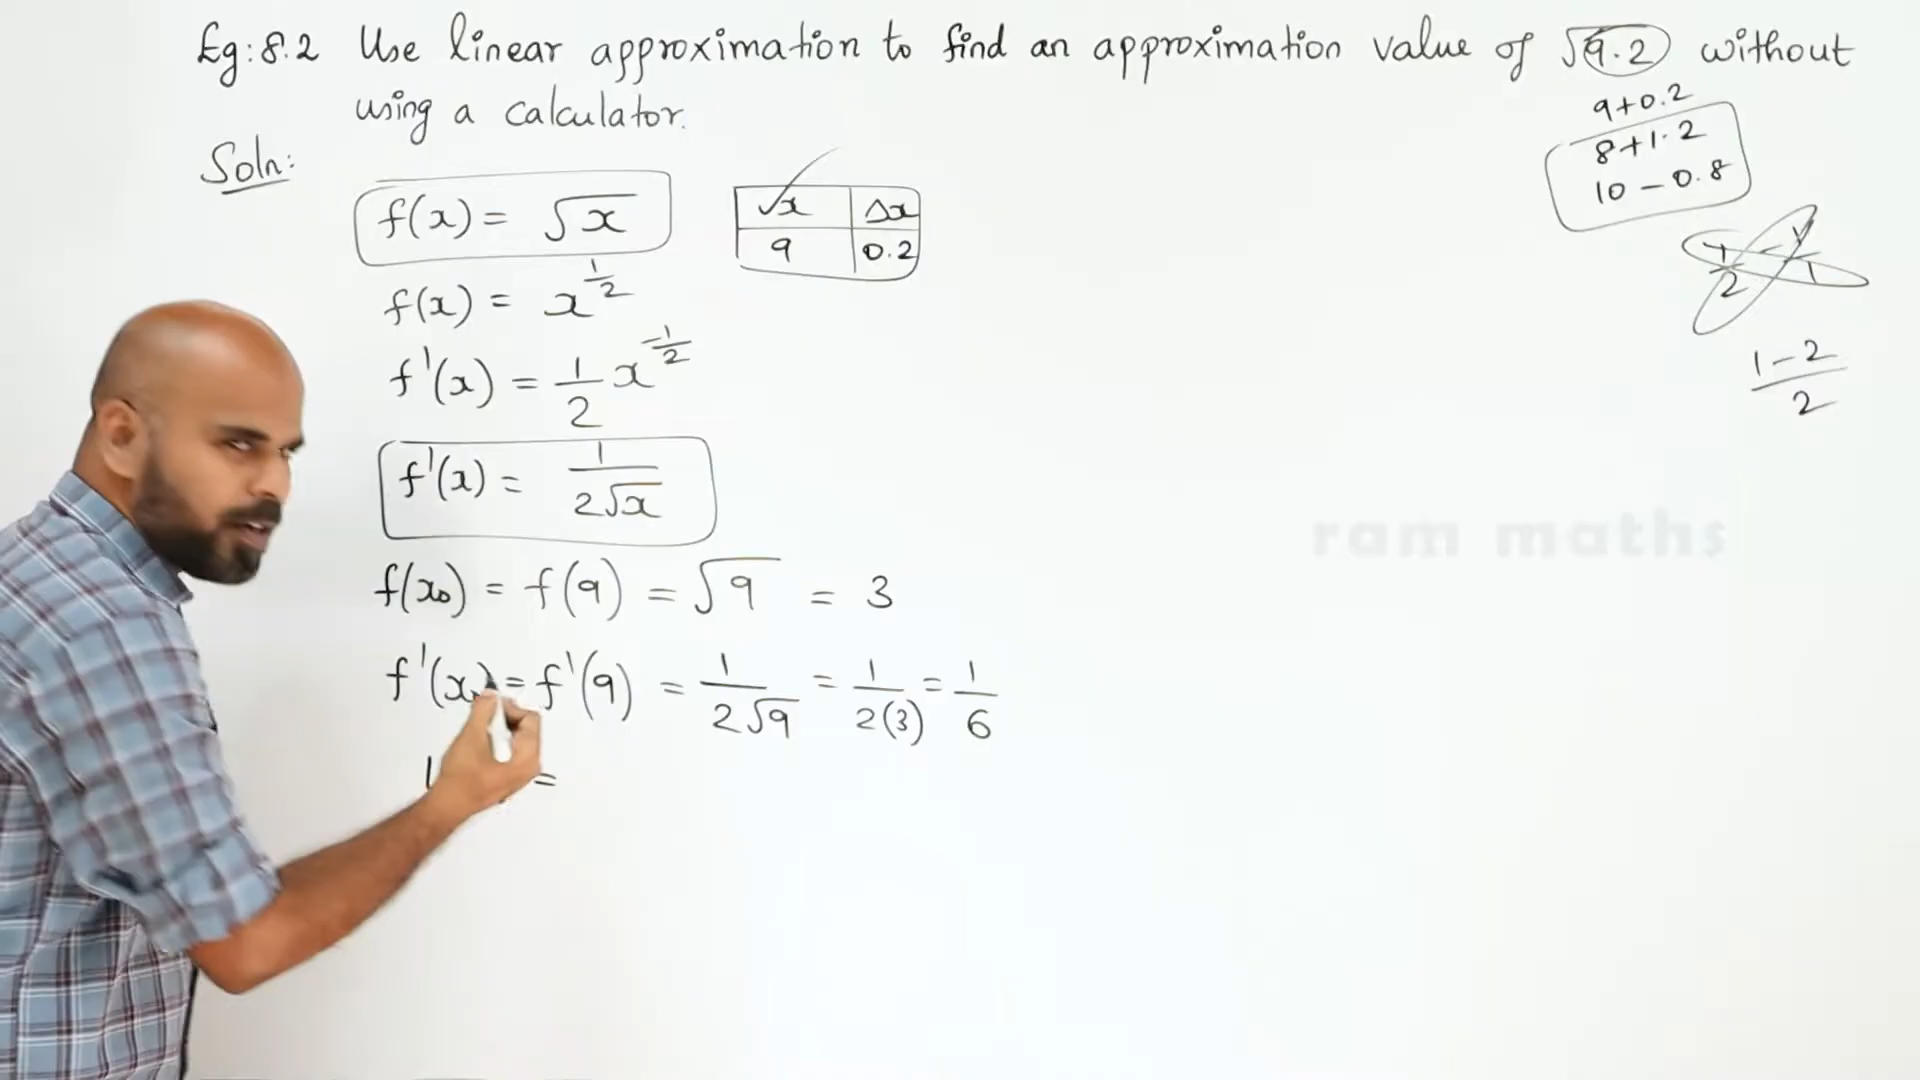 Eg: 8.2 Use linear approximation to find an approximation value of √9.2 without
using a calculator.
Soln:
9+0.2
8+1.2
10-0.8
f(x) = √x
√x Δx
9 0.2
f(x) = x^1/2
f'(x) = 1/2 x^-1/2
1-2/2
f'(x) = 1/2√x
ram maths
f(x₀) = f(9) = √9 = 3
f'(x) = f'(9) = 1/2√9 = 1/2(3) = 1/6
=